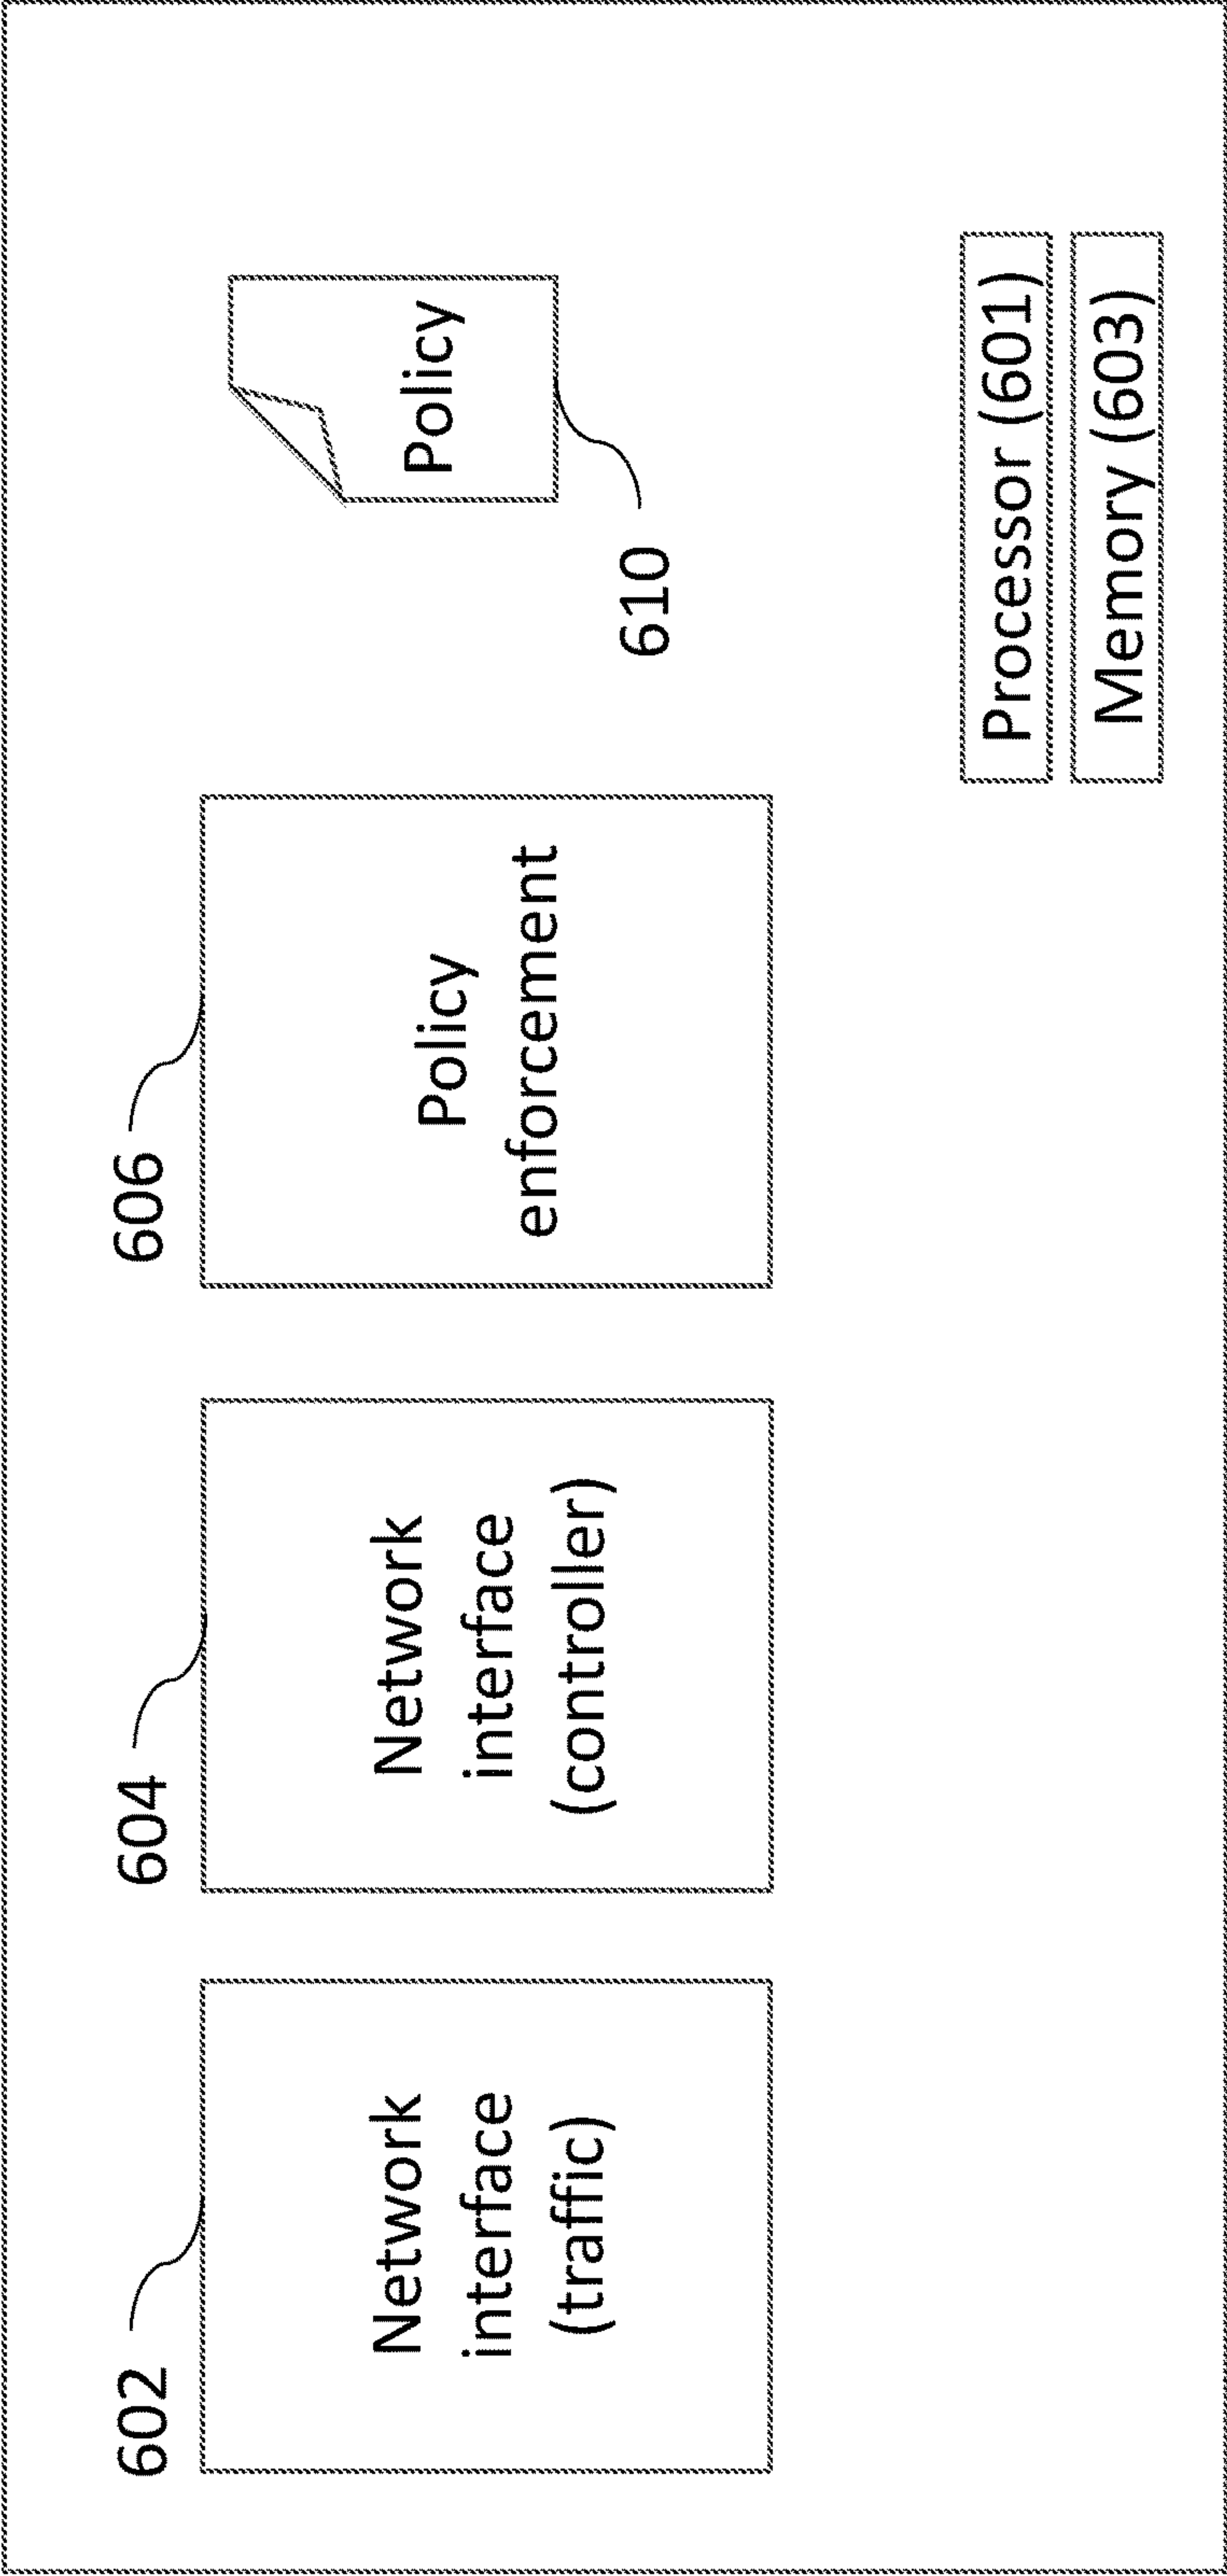 602
Network
interface
(traffic)
604
Network
interface
(controller)
606
Policy
enforcement
Policy
610
Processor (601)
Memory (603)